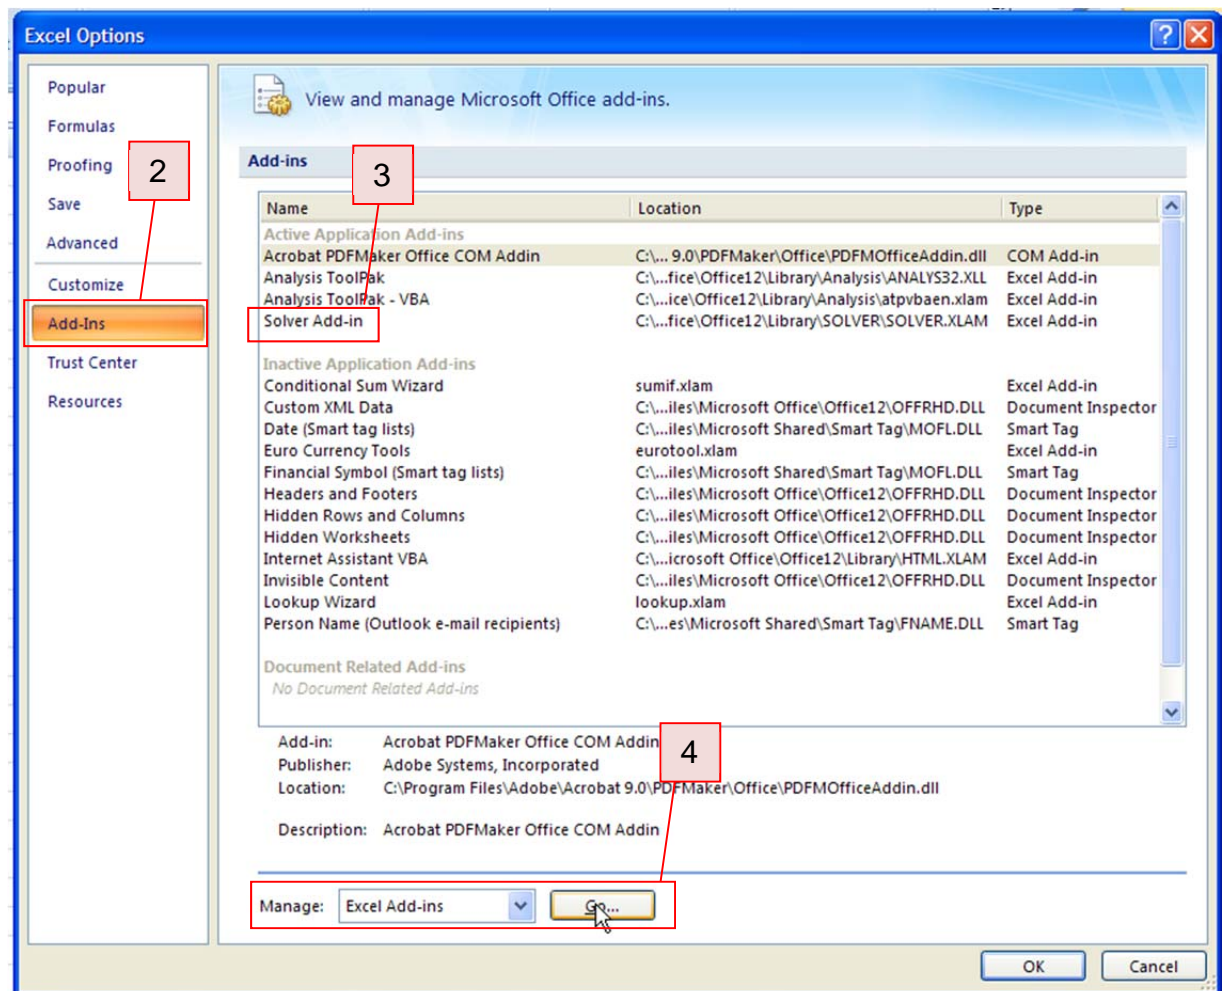 Excel Options
Popular
Formulas
Proofing
Save
Advanced
Customize
Add-Ins
Trust Center
Resources
2
3
4
View and manage Microsoft Office add-ins.
Add-ins
Name Location Type
Active Application Add-ins
Acrobat PDFMaker Office COM Addin C:\... 9.0\PDFMaker\Office\PDFMOfficeAddin.dll COM Add-in
Analysis ToolPak C:\...fice\Office12\Library\Analysis\ANALYS32.XLL Excel Add-in
Analysis ToolPak - VBA C:\...ice\Office12\Library\Analysis\atpvbaen.xlam Excel Add-in
Solver Add-in C:\...fice\Office12\Library\SOLVER\SOLVER.XLAM Excel Add-in
Inactive Application Add-ins
Conditional Sum Wizard sumif.xlam Excel Add-in
Custom XML Data C:\...iles\Microsoft Office\Office12\OFFRHD.DLL Document Inspector
Date (Smart tag lists) C:\...iles\Microsoft Shared\Smart Tag\MOFL.DLL Smart Tag
Euro Currency Tools eurotool.xlam Excel Add-in
Financial Symbol (Smart tag lists) C:\...iles\Microsoft Shared\Smart Tag\MOFL.DLL Smart Tag
Headers and Footers C:\...iles\Microsoft Office\Office12\OFFRHD.DLL Document Inspector
Hidden Rows and Columns C:\...iles\Microsoft Office\Office12\OFFRHD.DLL Document Inspector
Hidden Worksheets C:\...iles\Microsoft Office\Office12\OFFRHD.DLL Document Inspector
Internet Assistant VBA C:\...icrosoft Office\Office12\Library\HTML.XLAM Excel Add-in
Invisible Content C:\...iles\Microsoft Office\Office12\OFFRHD.DLL Document Inspector
Lookup Wizard lookup.xlam Excel Add-in
Person Name (Outlook e-mail recipients) C:\...es\Microsoft Shared\Smart Tag\FNAME.DLL Smart Tag
Document Related Add-ins
No Document Related Add-ins
Add-in: Acrobat PDFMaker Office COM Addin
Publisher: Adobe Systems, Incorporated
Location: C:\Program Files\Adobe\Acrobat 9.0\PDFMaker\Office\PDFMOfficeAddin.dll
Description: Acrobat PDFMaker Office COM Addin
Manage: Excel Add-ins Go...
OK Cancel